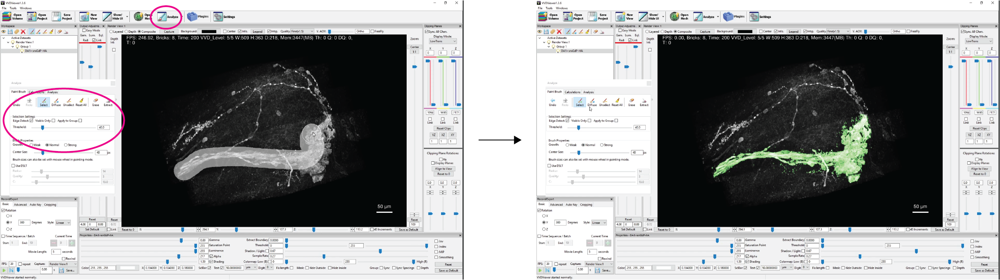 VVDViewer1.3.6
File Tools Windows
Open Volume
Open Project
Save Project
New View
Show/ Hide UI
Open Mesh
Analyze
Plugins
Settings
Workspace
Active Datasets
Render View:1
Group 1
DA1>smGdP-HA
Output Adjustme...
Easy Mode
Gam. Lum. Eql.
Red: Link
Render View:1
Layered Depth Composite Capture Background: Center Info. Legend Intrp. Quality: Fine(x1.5) V. AOV: Ortho FreeFly
Depth Int:
FPS: 246.92, Bricks: 8, Time: 200 VVD_Level: 5/5 W:509 H:363 D:218, Mem:3447(MB) Th: 0 Q: 0 DQ: 0,
T: 0
50 µm
Zoom:
Center
1:1
Reset
109
Clipping Planes
Sync All Chan.
Display Mode:
LowTrans
X Y Z
0 0 0
5094 3630 2172
Link Link Link
Reset Clips
YZ XZ XY
1 1 1
Clipping Plane Rotations:
Fix
Display Planes
Align to View
Reset to 0
0.0 0.0 0.0
X Y Z
Analyze
Paint Brush Calculations Analysis
Undo Redo Select Diffuse Unselect Reset All Erase Extract
Selection Settings
Edge Detect: Visible Only: Apply to Group:
Threshold: 40.0
Brush Properties
Growth: Weak Normal Strong
Center Size: 40 px
Brush sizes can also be set with mouse wheel in painting mode.
Use DSLT
Radius: 14
Quality: 3
C: 13.0
Record/Export
Basic Advanced Auto Key Cropping
Rotation
X
Y 360 Degrees Style: Linear
Z
Time Sequence / Batch Current Time
Start: 1 End: 10 0
Movie Length: 5 seconds
Rewind
FPS: 30 repeat Capture: Render View:1
0.00 s Save...
Reset
4.00 0 0.00
Set Default
Reset
0.72
Link Reset to 0 X: 284.1 Y: 107.3 Z: 113.2 45 Increments Save as Default
Properties - DA1>smGdP-HA
0.60 :Gamma Extract Boundary: 0.0000 :Inv
255 :Saturation Point Threshold: 0 255 :Index
255 :Luminance Shadow / Light: 0.67 :MIP
217 :Alpha Sample Rate: 0.27 :Smoothing
1.50 :Shading Colormap: Low (B) 0 255 High (R)
Reset
Color: 255, 255, 255 X: 0.104000 Y: 0.104000 Z: 0.180000 SclBar: Text: 50.00000000 µm Digit: 0 Fix length: Mask: Hide Outside Hide Inside Group: Sync Sync Spacings Depth
Save as Default
VVDViewer started normally.
VVDViewer1.3.6
File Tools Windows
Open Volume
Open Project
Save Project
New View
Show/ Hide UI
Open Mesh
Analyze
Plugins
Settings
Workspace
Active Datasets
Render View:1
Group 1
DA1>smGdP-HA
Output Adjustme...
Easy Mode
Gam. Lum. Eql.
Red: Link
Render View:1
Layered Depth Composite Capture Background: Center Info. Legend Intrp. Quality: Fine(x1.5) V. AOV: Ortho FreeFly
Depth Int:
FPS: 0.00, Bricks: 8, Time: 200 VVD_Level: 5/5 W:509 H:363 D:218, Mem:3447(MB) Th: 0 Q: 0 DQ: 0,
T: 0
50 µm
Zoom:
Center
1:1
Reset
109
Clipping Planes
Sync All Chan.
Display Mode:
LowTrans
X Y Z
0 0 0
5094 3630 2172
Link Link Link
Reset Clips
YZ XZ XY
1 1 1
Clipping Plane Rotations:
Fix
Display Planes
Align to View
Reset to 0
0.0 0.0 0.0
X Y Z
Analyze
Paint Brush Calculations Analysis
Undo Redo Select Diffuse Unselect Reset All Erase Extract
Selection Settings
Edge Detect: Visible Only: Apply to Group:
Threshold: 40.0
Brush Properties
Growth: Weak Normal Strong
Center Size: 40 px
Brush sizes can also be set with mouse wheel in painting mode.
Use DSLT
Radius: 14
Quality: 3
C: 13.0
Record/Export
Basic Advanced Auto Key Cropping
Rotation
X
Y 360 Degrees Style: Linear
Z
Time Sequence / Batch Current Time
Start: 1 End: 10 0
Movie Length: 5 seconds
Rewind
FPS: 30 repeat Capture: Render View:1
0.00 s Save...
Reset
4.00 0 0.00
Set Default
Reset
0.72
Link Reset to 0 X: 284.1 Y: 107.3 Z: 113.2 45 Increments Save as Default
Properties - DA1>smGdP-HA
0.60 :Gamma Extract Boundary: 0.0000 :Inv
255 :Saturation Point Threshold: 0 255 :Index
255 :Luminance Shadow / Light: 0.67 :MIP
217 :Alpha Sample Rate: 0.27 :Smoothing
1.50 :Shading Colormap: Low (B) 0 255 High (R)
Reset
Color: 255, 255, 255 X: 0.104000 Y: 0.104000 Z: 0.180000 SclBar: Text: 50.00000000 µm Digit: 0 Fix length: Mask: Hide Outside Hide Inside Group: Sync Sync Spacings Depth
Save as Default
VVDViewer started normally.